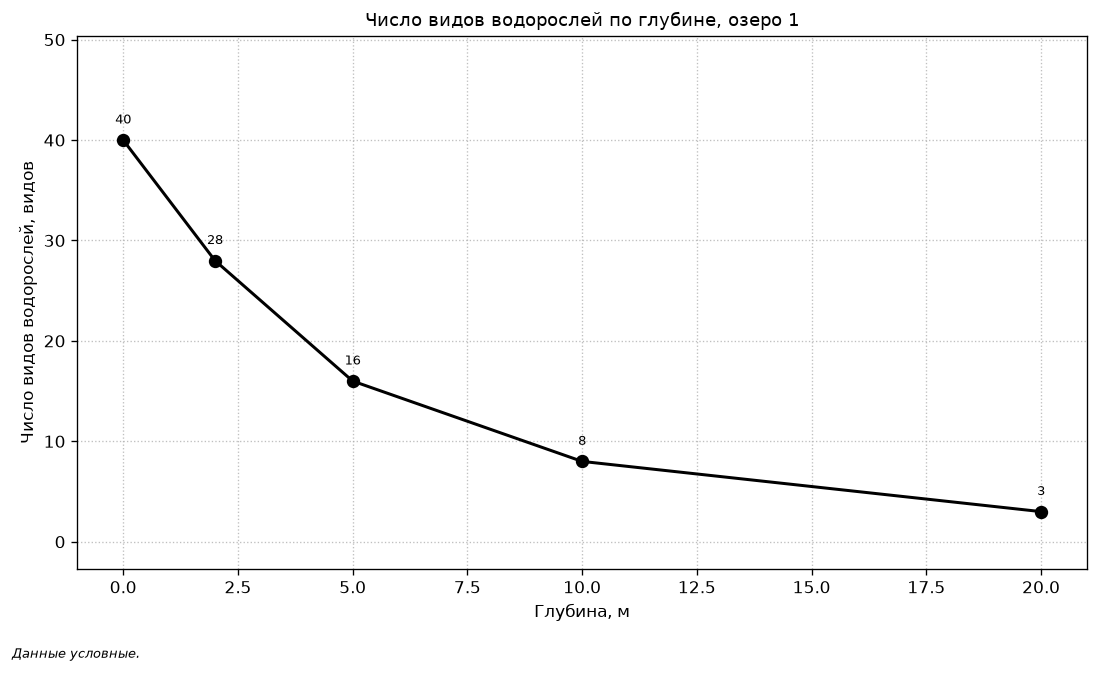 Число видов водорослей по глубине, озеро 1
Число видов водорослей, видов
50
40
30
20
10
0
40
28
16
8
3
0.0 2.5 5.0 7.5 10.0 12.5 15.0 17.5 20.0
Глубина, м
Данные условные.